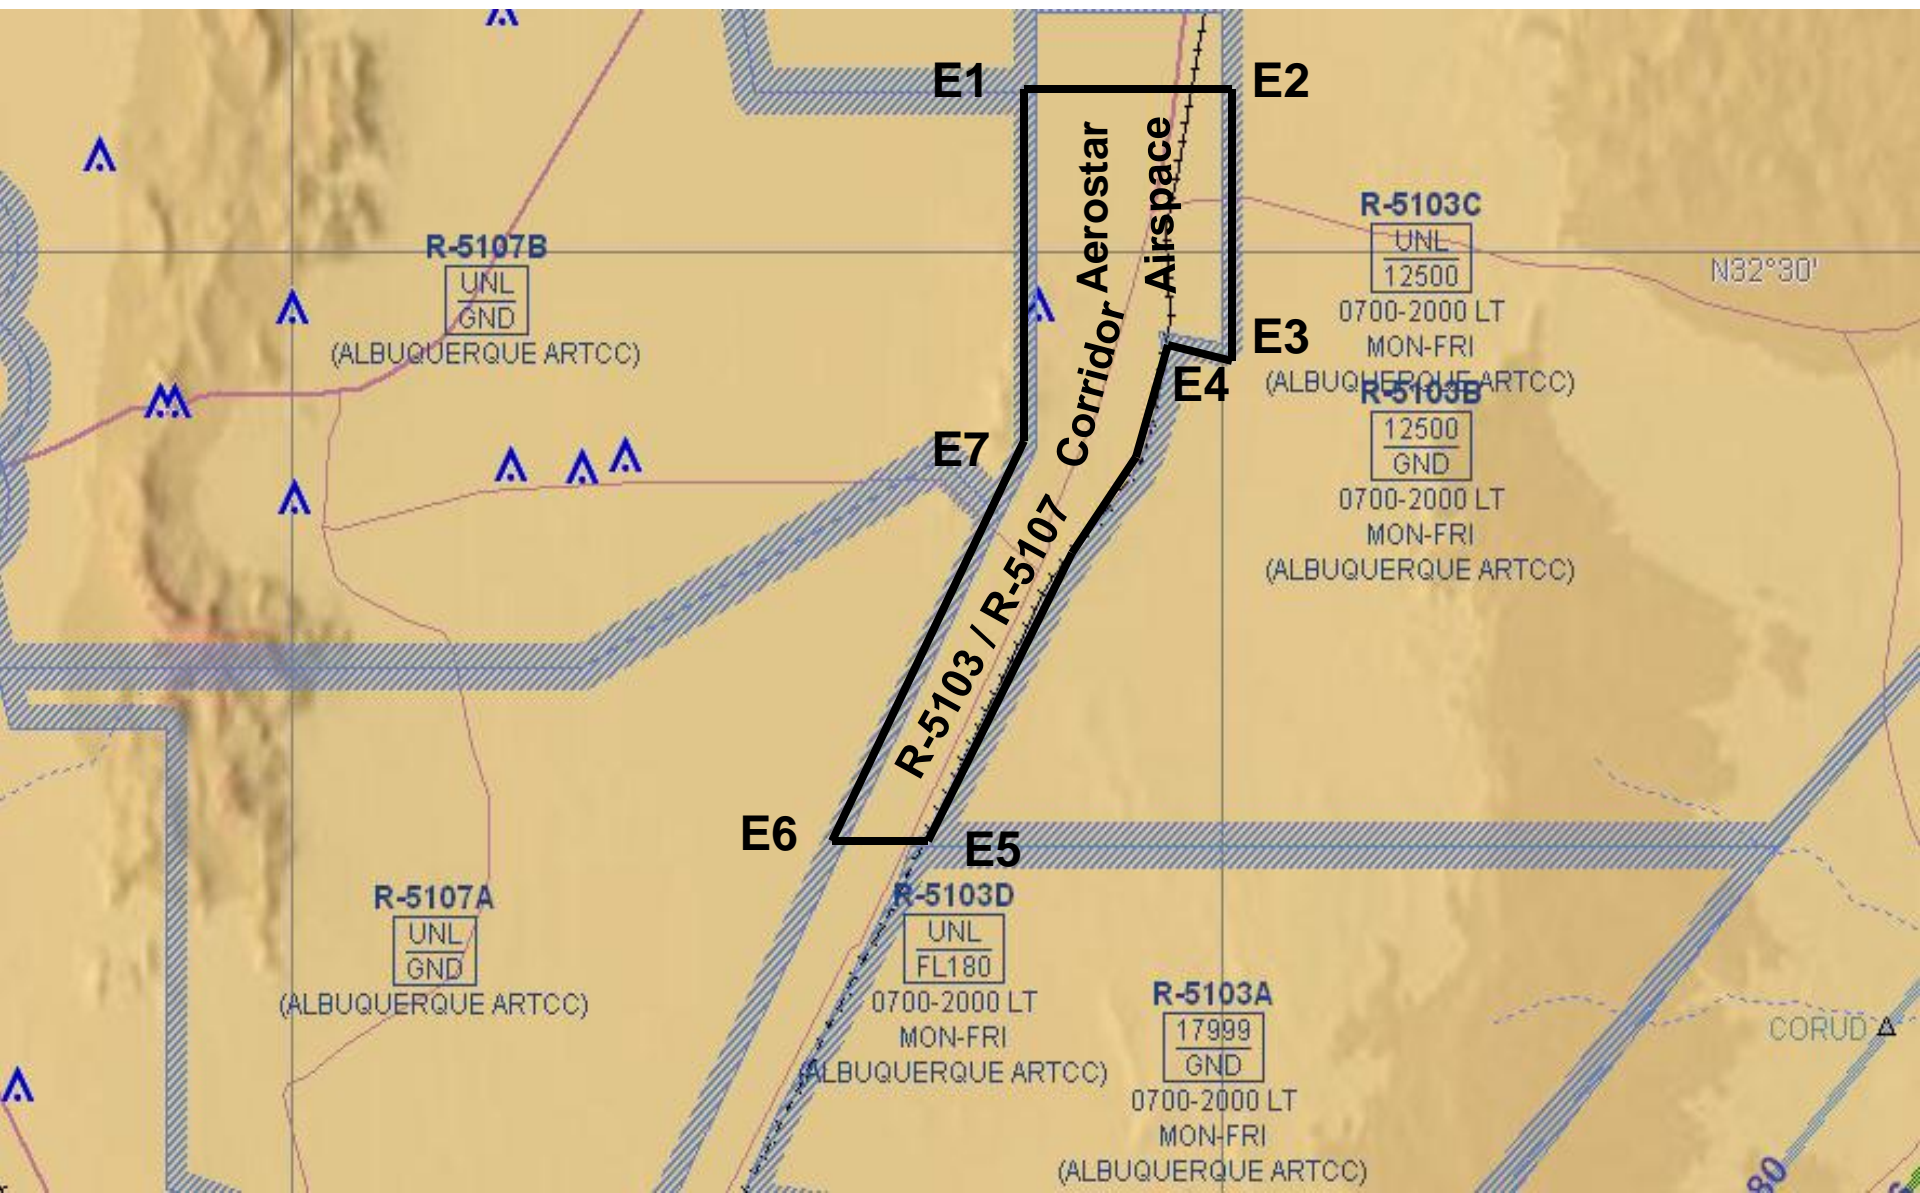 E1
E2
Aerostar
Airspace
R-5103C
UNL
12500
0700-2000 LT
MON-FRI
(ALBUQUERQUE ARTCC)
N32°30'
R-5107B
UNL
GND
(ALBUQUERQUE ARTCC)
Corridor
E3
E4
R-5103B
12500
GND
0700-2000 LT
MON-FRI
(ALBUQUERQUE ARTCC)
E7
R-5103 / R-5107
E6
E5
R-5107A
UNL
GND
(ALBUQUERQUE ARTCC)
R-5103D
UNL
FL180
0700-2000 LT
MON-FRI
(ALBUQUERQUE ARTCC)
R-5103A
17999
GND
0700-2000 LT
MON-FRI
(ALBUQUERQUE ARTCC)
CORUD
80